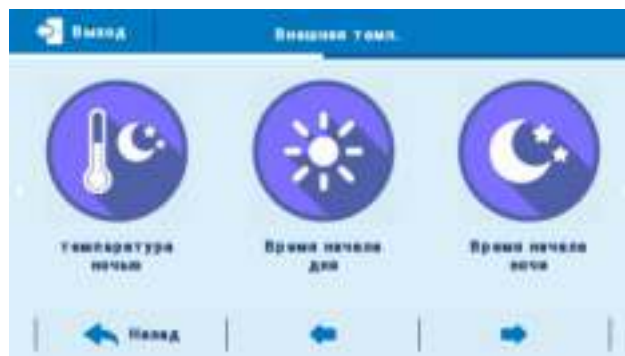 Выход
Внешняя темп.
температура
ночью
Время начала
дня
Время начала
ночи
Назад